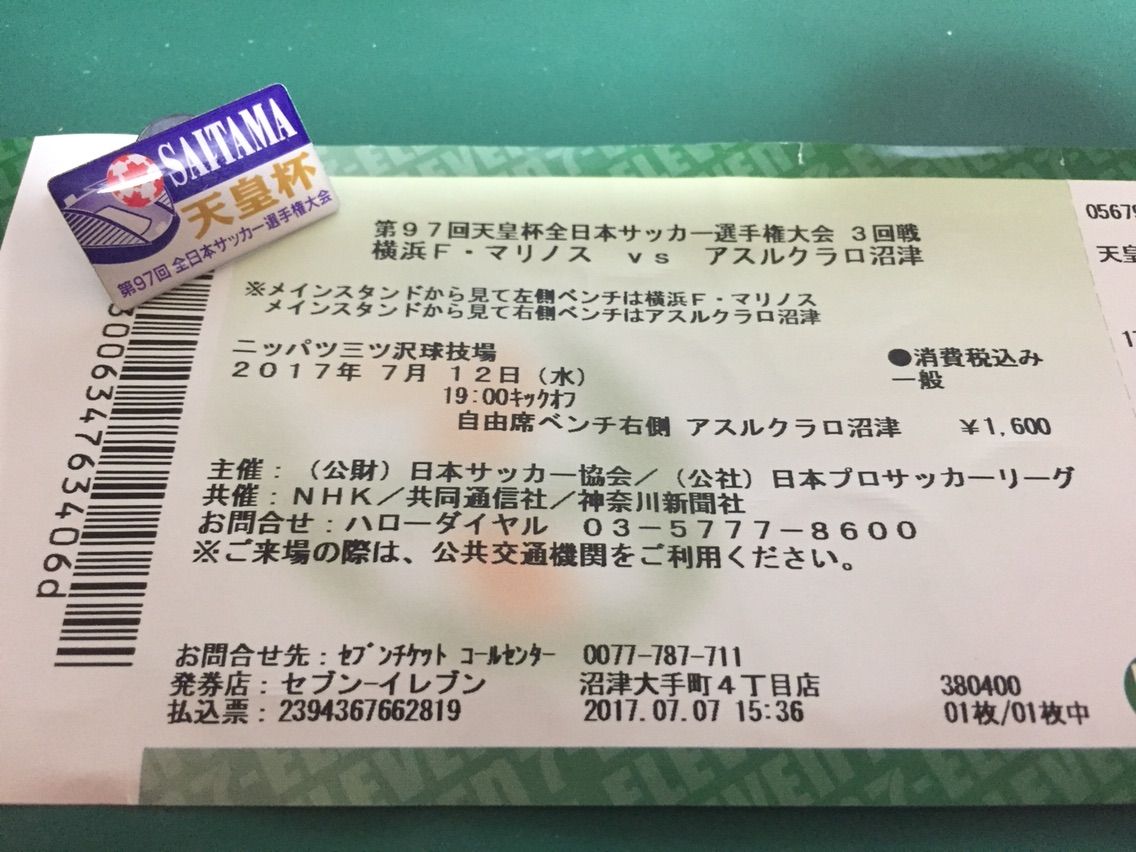 SAITAMA
天皇杯
第97回 全日本サッカー選手権大会
第97回天皇杯全日本サッカー選手権大会 3回戦
横浜F・マリノス vs アスルクラロ沼津
※メインスタンドから見て左側ベンチは横浜F・マリノス
メインスタンドから見て右側ベンチはアスルクラロ沼津
ニッパツ三ツ沢球技場
●消費税込み
2017年 7月 12日(水)
一般
19:00キックオフ
自由席ベンチ右側 アスルクラロ沼津 ¥1,600
主催:(公財)日本サッカー協会/(公社)日本プロサッカーリーグ
共催:NHK/共同通信社/神奈川新聞社
お問合せ:ハローダイヤル 03-5777-8600
※ご来場の際は、公共交通機関をご利用ください。
お問合せ先:セブンチケット コールセンター 0077-787-711
発券店:セブン-イレブン 沼津大手町4丁目店 380400
払込票:2394367662819 2017.07.07 15:36 01枚/01枚中